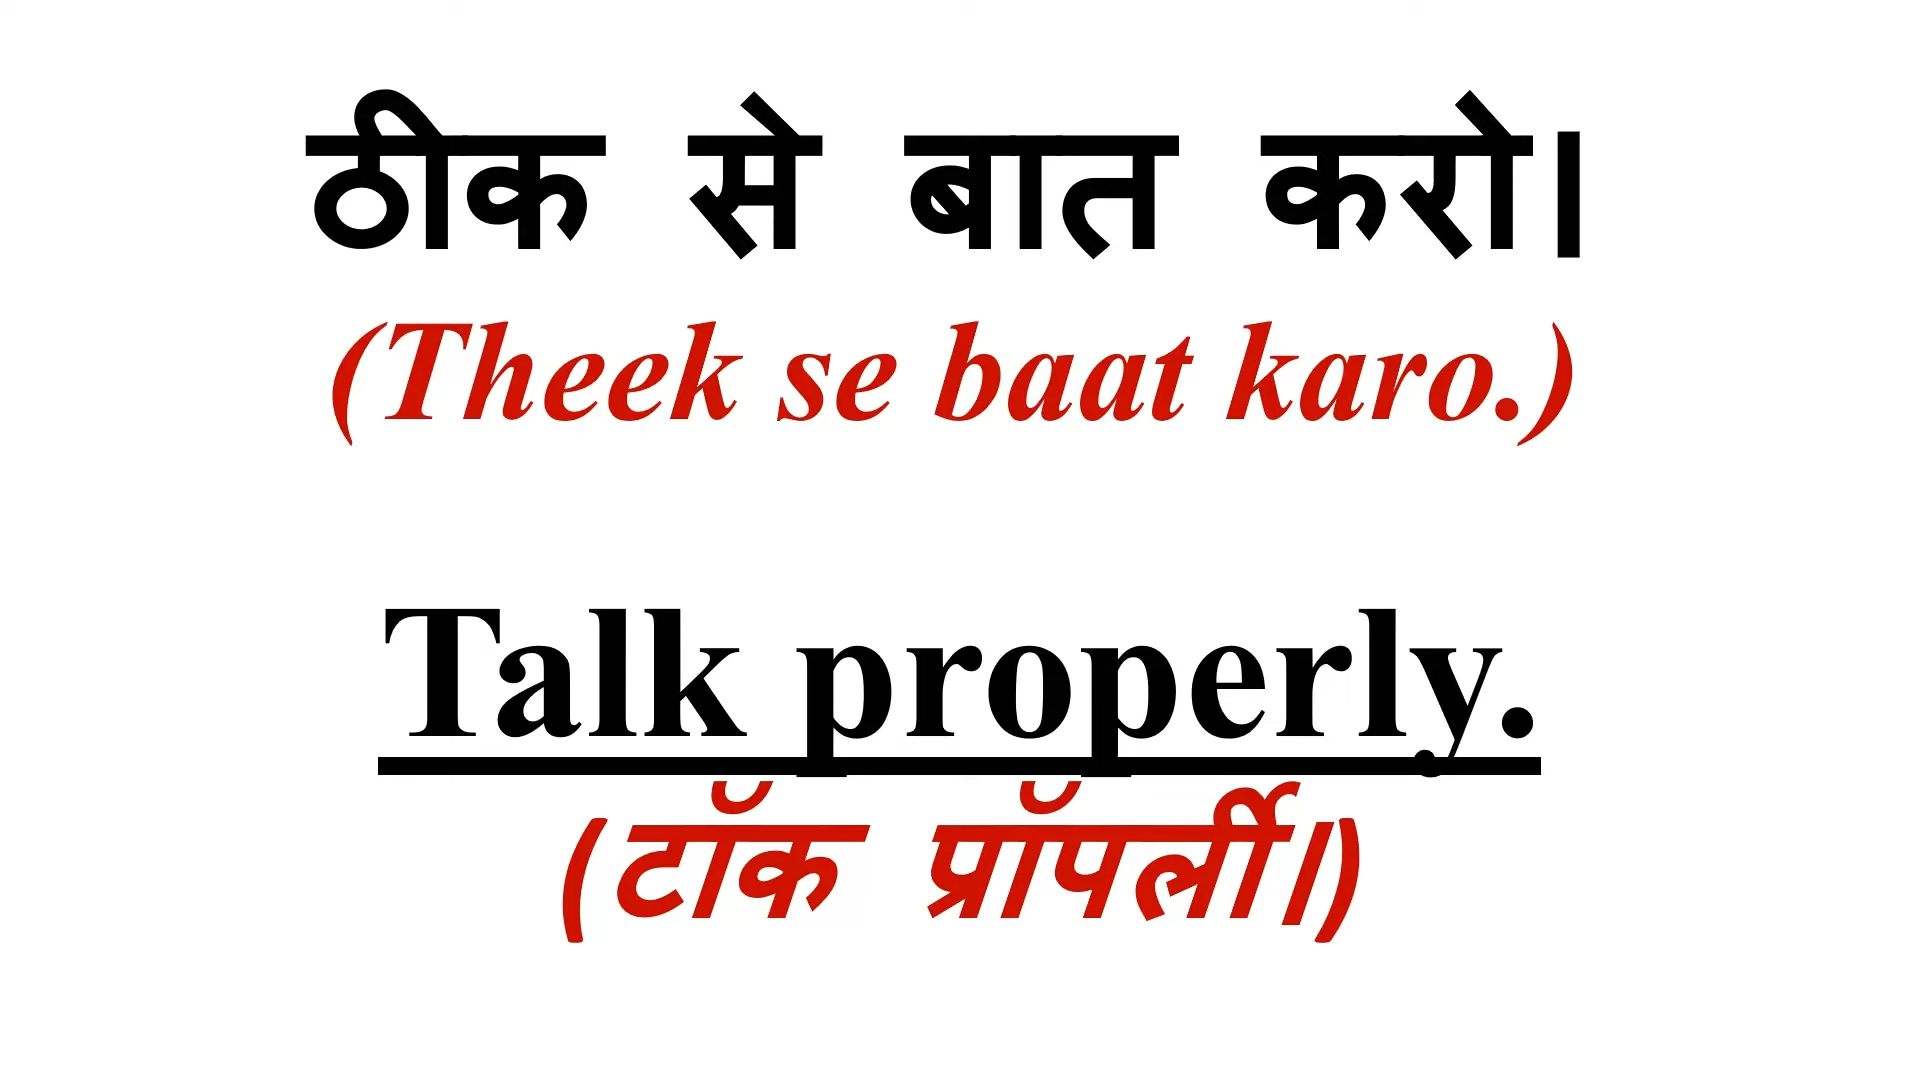 ठीक से बात करो।
(Theek se baat karo.)
Talk properly.
(टॉक प्रॉपर्ली।)